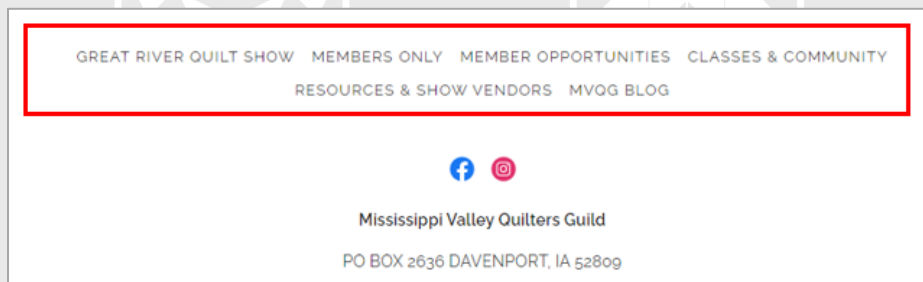 GREAT RIVER QUILT SHOW MEMBERS ONLY MEMBER OPPORTUNITIES CLASSES & COMMUNITY
RESOURCES & SHOW VENDORS MVQG BLOG
Mississippi Valley Quilters Guild
PO BOX 2636 DAVENPORT, IA 52809